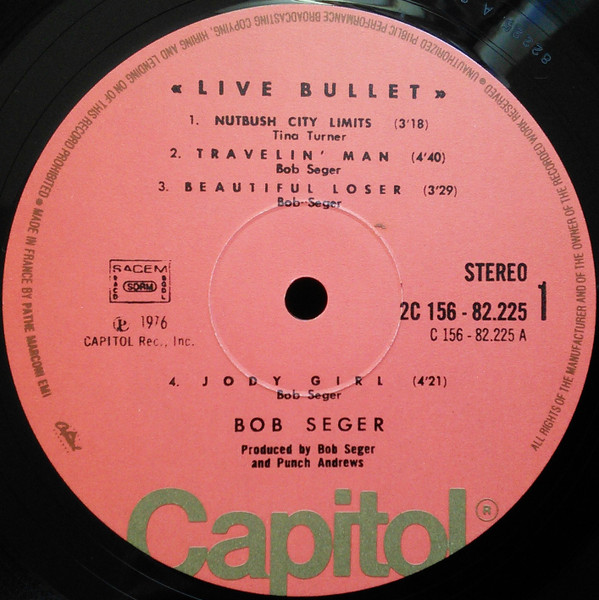 « LIVE BULLET »
1. NUTBUSH CITY LIMITS (3'18)
Tina Turner
2. TRAVELIN' MAN (4'40)
Bob Seger
3. BEAUTIFUL LOSER (3'29)
Bob Seger
SACEM
SACD SDRM SGDL
℗ 1976
CAPITOL Rec., Inc.
STEREO
2C 156 - 82.225 1
C 156 - 82.225 A
4. JODY GIRL (4'21)
Bob Seger
BOB SEGER
Produced by Bob Seger
and Punch Andrews
Capitol
Capitol ®
ALL RIGHTS OF THE MANUFACTURER AND OF THE OWNER OF THE RECORDED WORK RESERVED ● UNAUTHORIZED PUBLIC PERFORMANCE BROADCASTING COPYING, HIRING AND LENDING ON OF THIS RECORD PROHIBITED ● MADE IN FRANCE BY PATHE MARCONI EMI